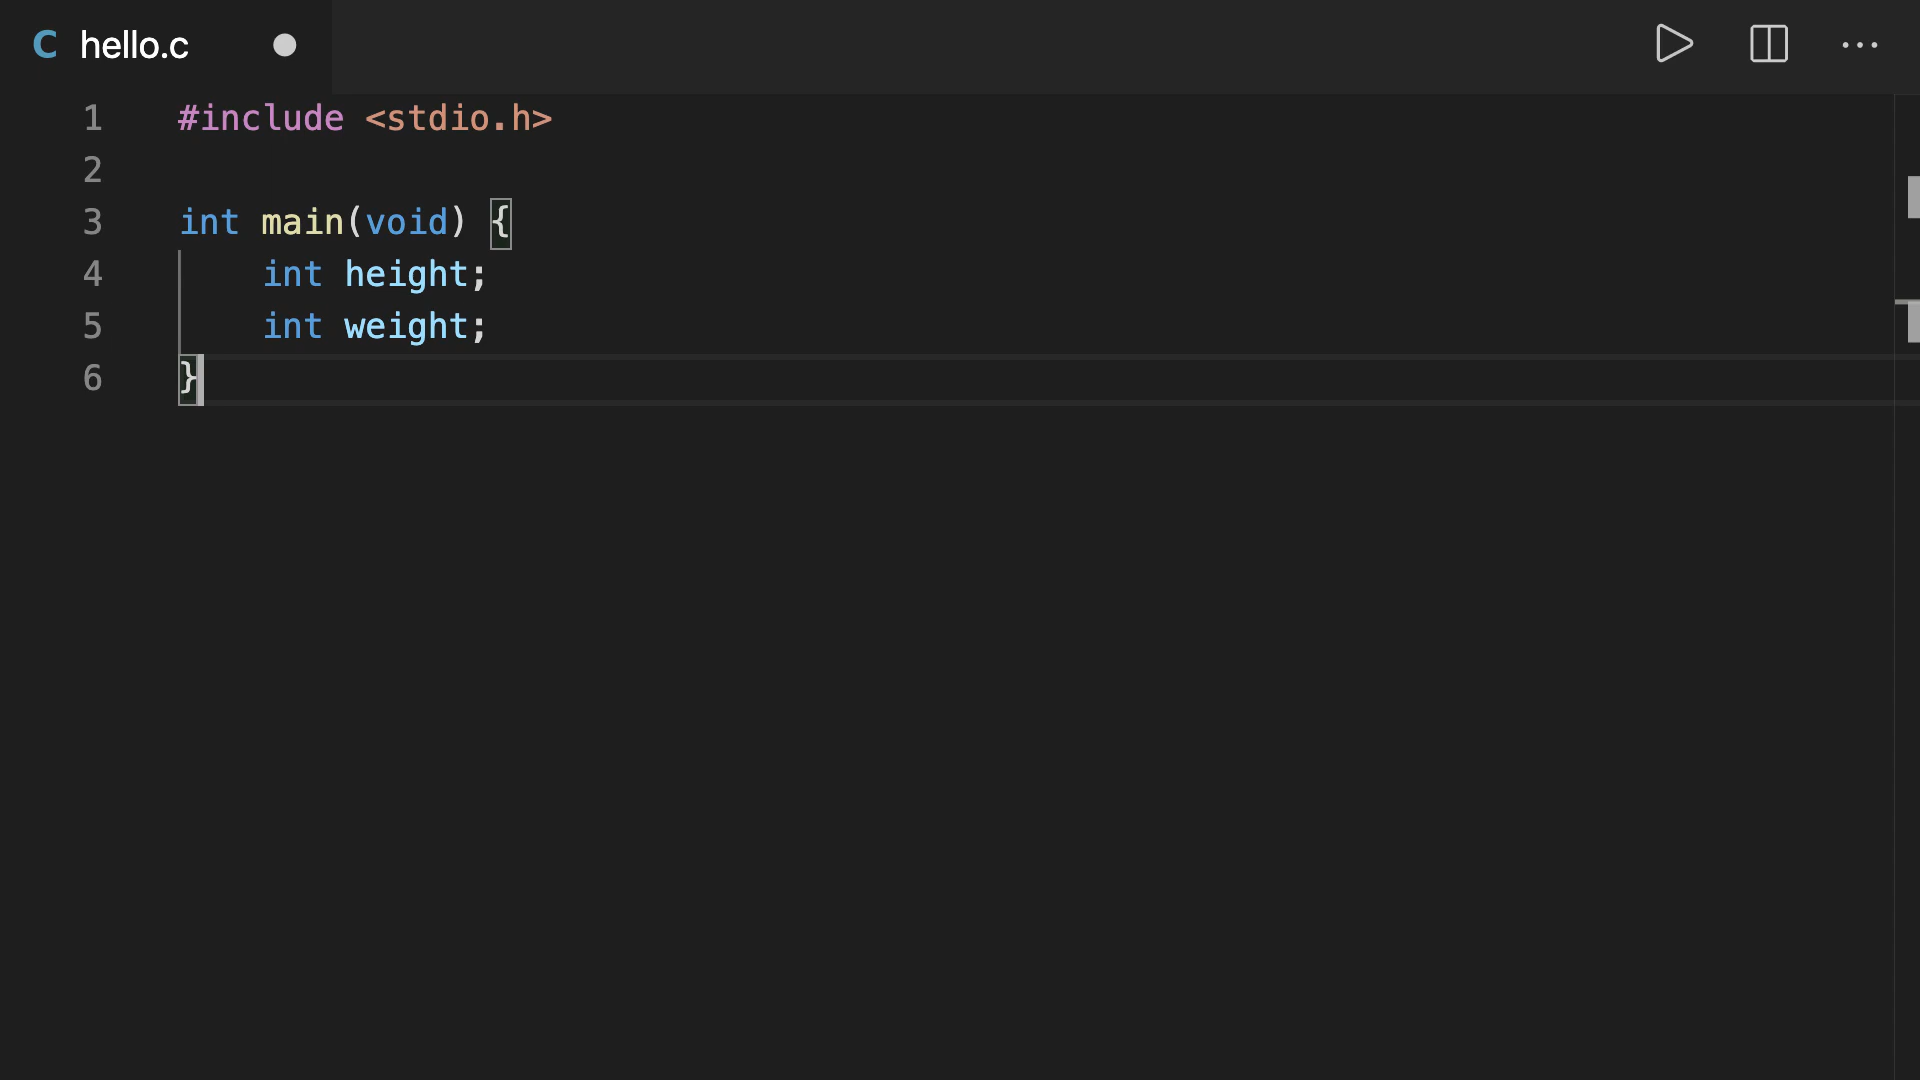 C hello.c
1 #include <stdio.h>
2
3 int main(void) {
4     int height;
5     int weight;
6 }